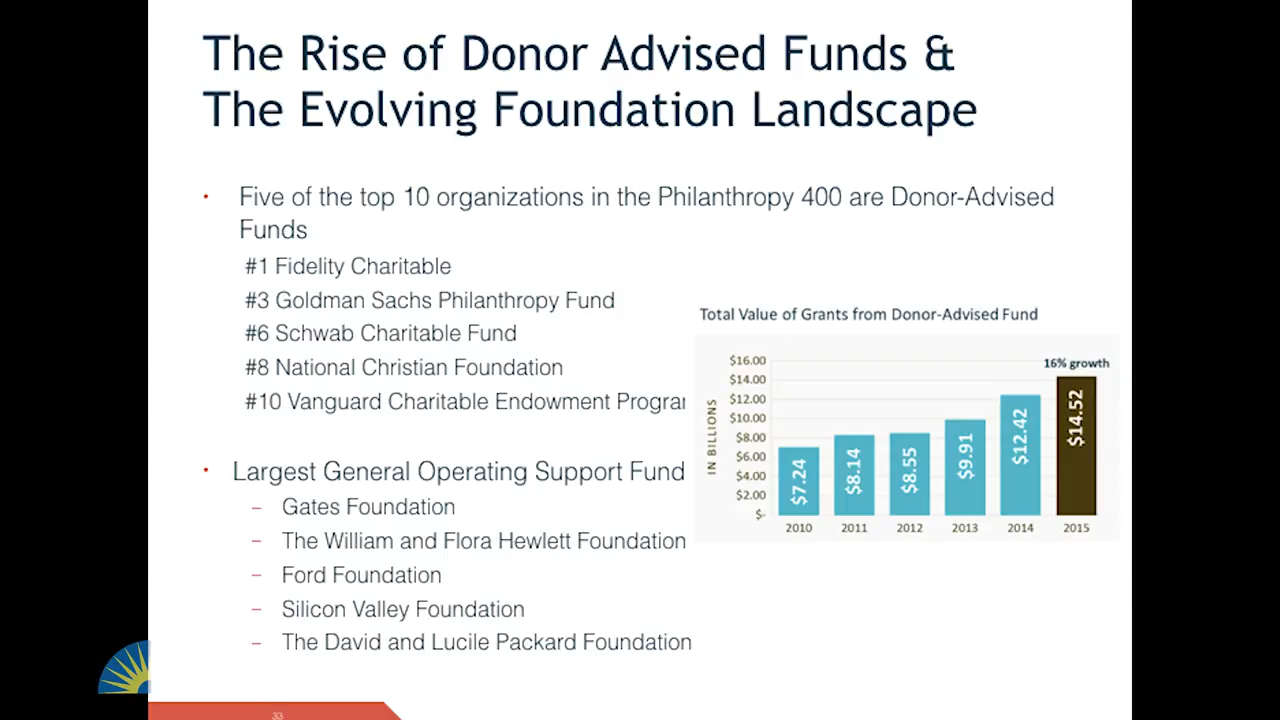 The Rise of Donor Advised Funds &
The Evolving Foundation Landscape
• Five of the top 10 organizations in the Philanthropy 400 are Donor-Advised
Funds
#1 Fidelity Charitable
#3 Goldman Sachs Philanthropy Fund
#6 Schwab Charitable Fund
#8 National Christian Foundation
#10 Vanguard Charitable Endowment Prograr
• Largest General Operating Support Fund
– Gates Foundation
– The William and Flora Hewlett Foundation
– Ford Foundation
– Silicon Valley Foundation
– The David and Lucile Packard Foundation
Total Value of Grants from Donor-Advised Fund
16% growth
IN BILLIONS
$16.00
$14.00
$12.00
$10.00
$8.00
$6.00
$4.00
$2.00
$-
$7.24
$8.14
$8.55
$9.91
$12.42
$14.52
2010 2011 2012 2013 2014 2015
33